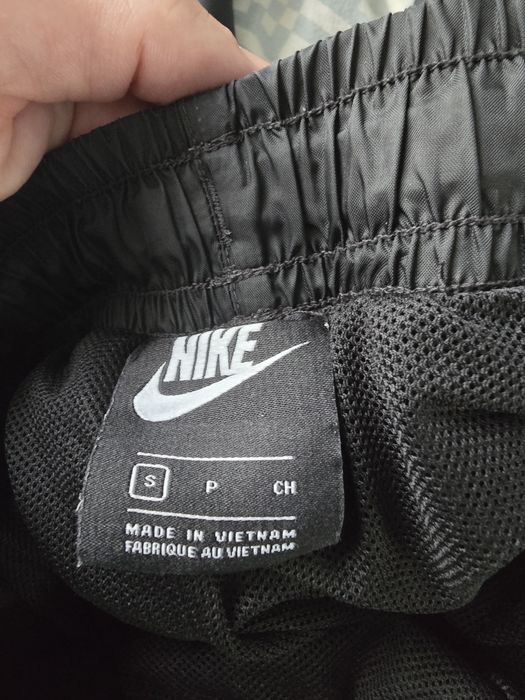 NIKE
S P CH
MADE IN VIETNAM
FABRIQUE AU VIETNAM